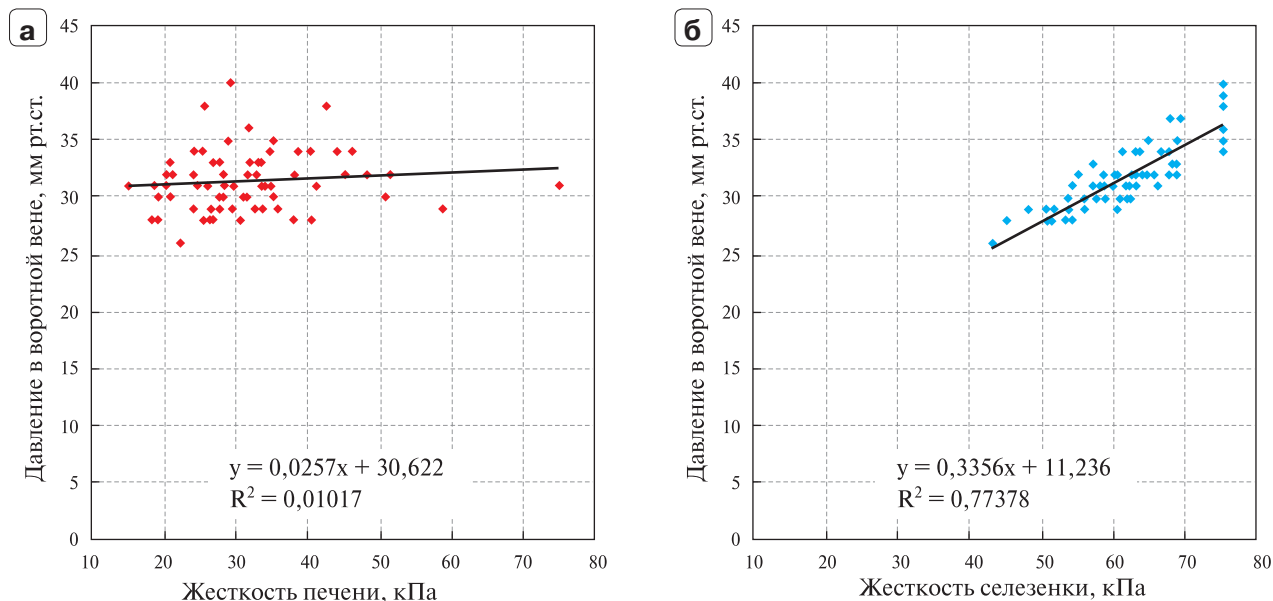 а
Давление в воротной вене, мм рт.ст.
45
40
35
30
25
20
15
10
5
0
y = 0,0257x + 30,622
R² = 0,01017
10 20 30 40 50 60 70 80
Жесткость печени, кПа
б
Давление в воротной вене, мм рт.ст.
45
40
35
30
25
20
15
10
5
0
y = 0,3356x + 11,236
R² = 0,77378
10 20 30 40 50 60 70 80
Жесткость селезенки, кПа